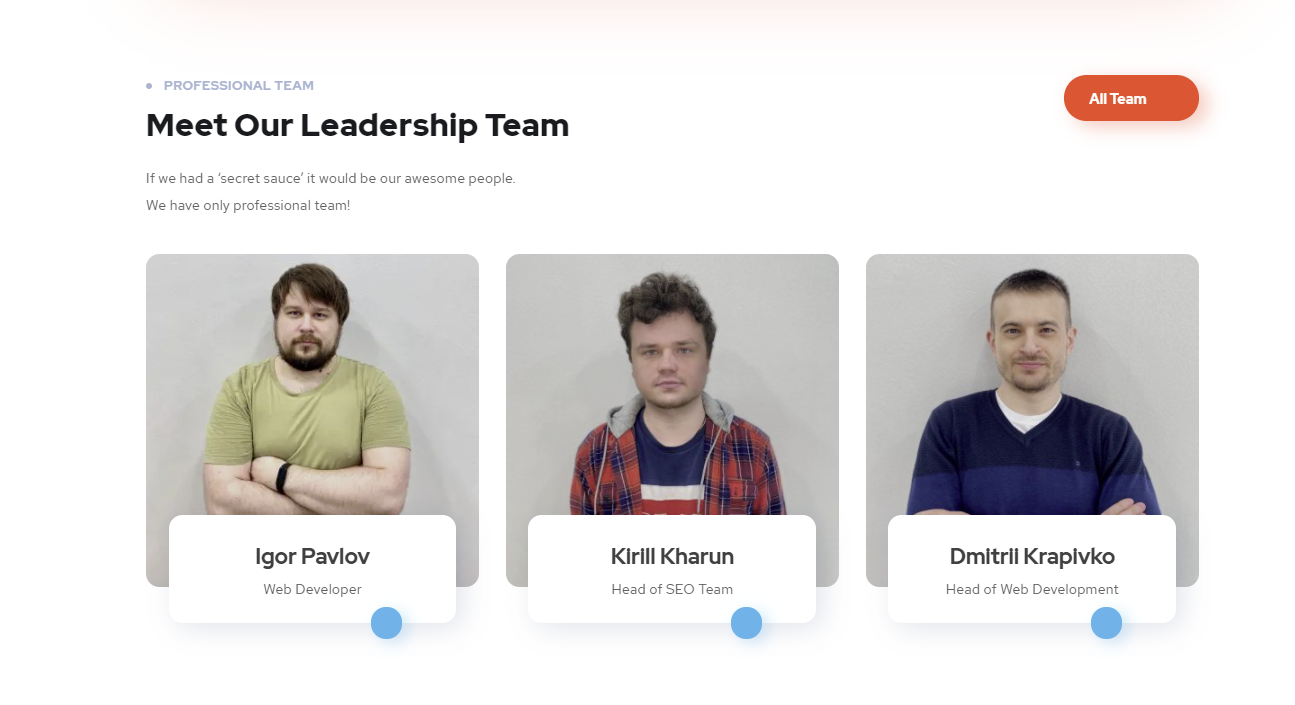 PROFESSIONAL TEAM
All Team
Meet Our Leadership Team
If we had a ‘secret sauce’ it would be our awesome people.
We have only professional team!
Igor Pavlov
Web Developer
Kirill Kharun
Head of SEO Team
Dmitrii Krapivko
Head of Web Development